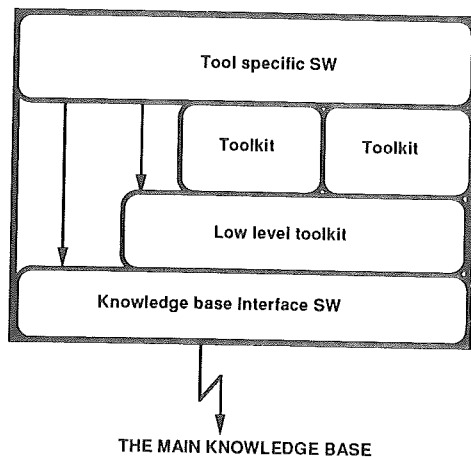 Tool specific SW
Toolkit
Toolkit
Low level toolkit
Knowledge base Interface SW
THE MAIN KNOWLEDGE BASE